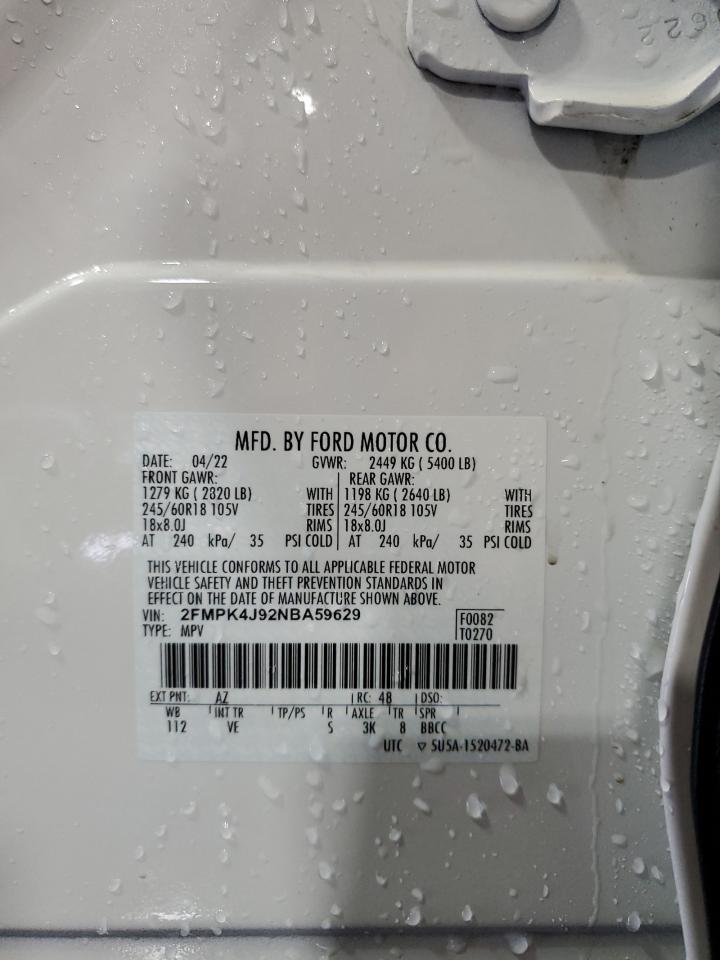 622
MFD. BY FORD MOTOR CO.
DATE: 04/22 GVWR: 2449 KG ( 5400 LB)
FRONT GAWR: REAR GAWR:
1279 KG ( 2820 LB) WITH 1198 KG ( 2640 LB) WITH
245/60R18 105V TIRES 245/60R18 105V TIRES
18x8.0J RIMS 18x8.0J RIMS
AT 240 kPa/ 35 PSI COLD AT 240 kPa/ 35 PSI COLD
THIS VEHICLE CONFORMS TO ALL APPLICABLE FEDERAL MOTOR
VEHICLE SAFETY AND THEFT PREVENTION STANDARDS IN
EFFECT ON THE DATE OF MANUFACTURE SHOWN ABOVE.
VIN: 2FMPK4J92NBA59629 F0082
TYPE: MPV T0270
EXT PNT: AZ RC: 48 DSO:
WB INT TR TP/PS R AXLE TR SPR
112 VE S 3K 8 BBCC
UTC ▽ 5U5A-1520472-BA